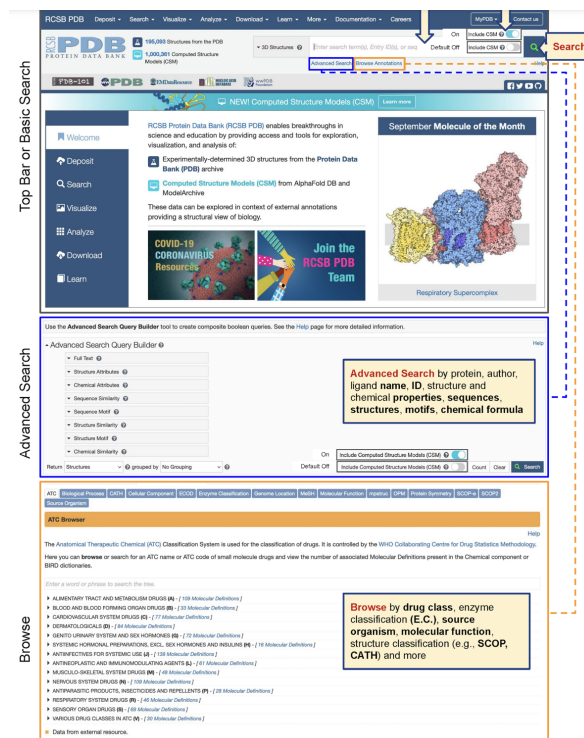 RCSB PDB Deposit Search Visualize Analyze Download Learn More Documentation Careers MyPDB Contact us
PDB
PROTEIN DATA BANK
195,093 Structures from the PDB
1,000,361 Computed Structure Models (CSM)
3D Structures
Enter search term(s), Entry ID(s), or seq
On Include CSM
Default Off Include CSM
Search
Advanced Search Browse Annotations
Help
PDB-101 PDB EMDataResource wwPDB
NEW! Computed Structure Models (CSM) Learn more
Top Bar or Basic Search
Welcome
Deposit
Search
Visualize
Analyze
Download
Learn
RCSB Protein Data Bank (RCSB PDB) enables breakthroughs in
science and education by providing access and tools for exploration,
visualization, and analysis of:
Experimentally-determined 3D structures from the Protein Data
Bank (PDB) archive
Computed Structure Models (CSM) from AlphaFold DB and
ModelArchive
These data can be explored in context of external annotations
providing a structural view of biology.
COVID-19
CORONAVIRUS
Resources
Join the
RCSB PDB
Team
September Molecule of the Month
Respiratory Supercomplex
Advanced Search
Use the Advanced Search Query Builder tool to create composite boolean queries. See the Help page for more detailed information.
Advanced Search Query Builder
Help
Full Text
Structure Attributes
Chemical Attributes
Sequence Similarity
Sequence Motif
Structure Similarity
Structure Motif
Chemical Similarity
Advanced Search by protein, author,
ligand name, ID, structure and
chemical properties, sequences,
structures, motifs, chemical formula
On Include Computed Structure Models (CSM)
Return Structures grouped by No Grouping
Default Off Include Computed Structure Models (CSM) Count Clear Search
Browse
ATC Biological Process CATH Cellular Component ECOD Enzyme Classification Genome Location MeSH Molecular Function mpstruc OPM Protein Symmetry SCOP-e SCOP2
Source Organism
ATC Browser
Help
The Anatomical Therapeutic Chemical (ATC) Classification System is used for the classification of drugs. It is controlled by the WHO Collaborating Centre for Drug Statistics Methodology.
Here you can browse or search for an ATC name or ATC code of small molecule drugs and view the number of associated Molecular Definitions present in the Chemical component or
BIRD dictionaries.
Enter a word or phrase to search the tree.
ALIMENTARY TRACT AND METABOLISM DRUGS (A) - [ 109 Molecular Definitions ]
BLOOD AND BLOOD FORMING ORGAN DRUGS (B) - [ 33 Molecular Definitions ]
CARDIOVASCULAR SYSTEM DRUGS (C) - [ 77 Molecular Definitions ]
DERMATOLOGICALS (D) - [ 84 Molecular Definitions ]
GENITO URINARY SYSTEM AND SEX HORMONES (G) - [ 72 Molecular Definitions ]
SYSTEMIC HORMONAL PREPARATIONS, EXCL. SEX HORMONES AND INSULINS (H) - [ 16 Molecular Definitions ]
ANTIINFECTIVES FOR SYSTEMIC USE (J) - [ 139 Molecular Definitions ]
ANTINEOPLASTIC AND IMMUNOMODULATING AGENTS (L) - [ 61 Molecular Definitions ]
MUSCULO-SKELETAL SYSTEM DRUGS (M) - [ 49 Molecular Definitions ]
NERVOUS SYSTEM DRUGS (N) - [ 109 Molecular Definitions ]
ANTIPARASITIC PRODUCTS, INSECTICIDES AND REPELLENTS (P) - [ 28 Molecular Definitions ]
RESPIRATORY SYSTEM DRUGS (R) - [ 46 Molecular Definitions ]
SENSORY ORGAN DRUGS (S) - [ 68 Molecular Definitions ]
VARIOUS DRUG CLASSES IN ATC (V) - [ 30 Molecular Definitions ]
Data from external resource.
Browse by drug class, enzyme
classification (E.C.), source
organism, molecular function,
structure classification (e.g., SCOP,
CATH) and more